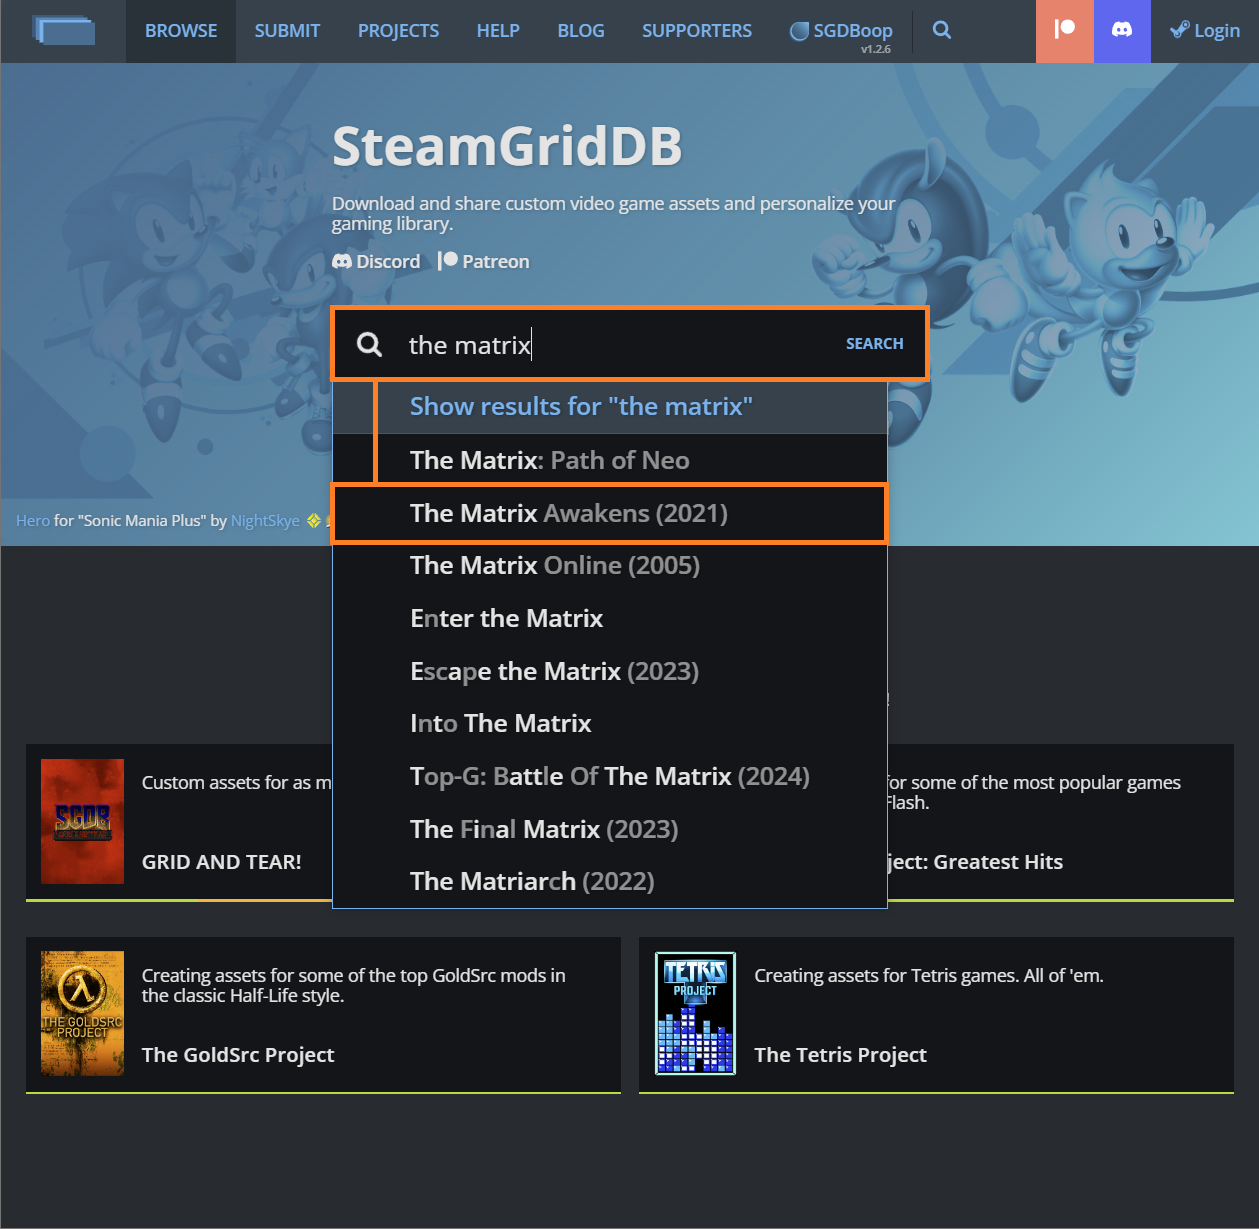 BROWSE SUBMIT PROJECTS HELP BLOG SUPPORTERS SGDBoop Login
v1.2.6
SteamGridDB
Download and share custom video game assets and personalize your
gaming library.
Discord Patreon
the matrix SEARCH
Show results for "the matrix"
The Matrix: Path of Neo
The Matrix Awakens (2021)
Hero for "Sonic Mania Plus" by NightSkye
The Matrix Online (2005)
Enter the Matrix
Escape the Matrix (2023)
!
Into The Matrix
Top-G: Battle Of The Matrix (2024)
The Final Matrix (2023)
The Matriarch (2022)
SGDB
Custom assets for as m
GRID AND TEAR!
for some of the most popular games
Flash.
ject: Greatest Hits
THE GOLDSRC
PROJECT
Creating assets for some of the top GoldSrc mods in
the classic Half-Life style.
The GoldSrc Project
TETRIS
PROJECT
Creating assets for Tetris games. All of 'em.
The Tetris Project